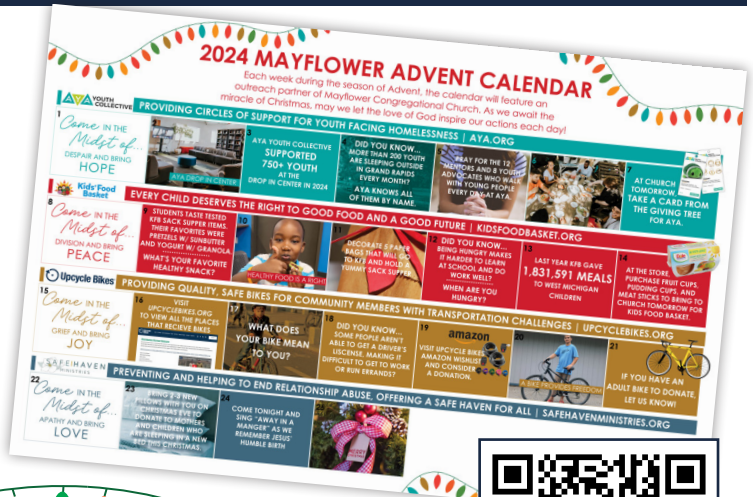 2024 MAYFLOWER ADVENT CALENDAR
Each week during the season of Advent, the calendar will feature an
outreach partner of Mayflower Congregational Church. As we await the
miracle of Christmas, may we let the love of God inspire our actions each day!
AYA YOUTH
COLLECTIVE
PROVIDING CIRCLES OF SUPPORT FOR YOUTH FACING HOMELESSNESS | AYA.ORG
1
Come IN THE
Midst of...
DESPAIR AND BRING
HOPE
AYA DROP IN CENTER
3
AYA YOUTH COLLECTIVE
SUPPORTED
750+ YOUTH
AT THE
DROP IN CENTER IN 2024
4
DID YOU KNOW...
MORE THAN 200 YOUTH
ARE SLEEPING OUTSIDE
IN GRAND RAPIDS
EVERY MONTH?
AYA KNOWS ALL
OF THEM BY NAME.
PRAY FOR THE 12
MENTORS AND 8 YOUTH
ADVOCATES WHO WALK
WITH YOUNG PEOPLE
EVERY DAY AT AYA.
6
AT CHURCH
TOMORROW,
TAKE A CARD FROM
THE GIVING TREE
FOR AYA.
Kids' Food
Basket
EVERY CHILD DESERVES THE RIGHT TO GOOD FOOD AND A GOOD FUTURE | KIDSFOODBASKET.ORG
8
Come IN THE
Midst of...
DIVISION AND BRING
PEACE
9
STUDENTS TASTE TESTED
KFB SACK SUPPER ITEMS.
THEIR FAVORITES WERE
PRETZELS W/ SUNBUTTER
AND YOGURT W/ GRANOLA.
WHAT'S YOUR FAVORITE
HEALTHY SNACK?
10
HEALTHY FOOD IS A RIGHT
11
DECORATE 5 PAPER
BAGS THAT WILL GO
TO KFB AND HOLD A
YUMMY SACK SUPPER
12
DID YOU KNOW...
BEING HUNGRY MAKES
IT HARDER TO LEARN
AT SCHOOL AND DO
WORK WELL?
WHEN ARE YOU
HUNGRY?
13
LAST YEAR KFB GAVE
1,831,591 MEALS
TO WEST MICHIGAN
CHILDREN
14
AT THE STORE,
PURCHASE FRUIT CUPS,
PUDDING CUPS, AND
MEAT STICKS TO BRING TO
CHURCH TOMORROW FOR
KIDS FOOD BASKET.
Upcycle Bikes
PROVIDING QUALITY, SAFE BIKES FOR COMMUNITY MEMBERS WITH TRANSPORTATION CHALLENGES | UPCYCLEBIKES.ORG
15
Come IN THE
Midst of...
GRIEF AND BRING
JOY
16
VISIT
UPCYCLEBIKES.ORG
TO VIEW ALL THE PLACES
THAT RECIEVE BIKES
17
WHAT DOES
YOUR BIKE MEAN
TO YOU?
18
DID YOU KNOW...
SOME PEOPLE AREN'T
ABLE TO GET A DRIVER'S
LISCENSE, MAKING IT
DIFFICULT TO GET TO WORK
OR RUN ERRANDS?
19
amazon
VISIT UPCYCLE BIKES
AMAZON WISHLIST
AND CONSIDER
A DONATION.
20
A BIKE PROVIDES FREEDOM
21
IF YOU HAVE AN
ADULT BIKE TO DONATE,
LET US KNOW!
SAFE HAVEN
MINISTRIES
PREVENTING AND HELPING TO END RELATIONSHIP ABUSE, OFFERING A SAFE HAVEN FOR ALL | SAFEHAVENMINISTRIES.ORG
22
Come IN THE
Midst of...
APATHY AND BRING
LOVE
23
BRING 2-3 NEW
PILLOWS WITH YOU ON
CHRISTMAS EVE TO
DONATE TO MOTHERS
AND CHILDREN WHO
ARE SLEEPING IN A NEW
BED THIS CHRISTMAS
24
COME TONIGHT AND
SING "AWAY IN A
MANGER" AS WE
REMEMBER JESUS'
HUMBLE BIRTH